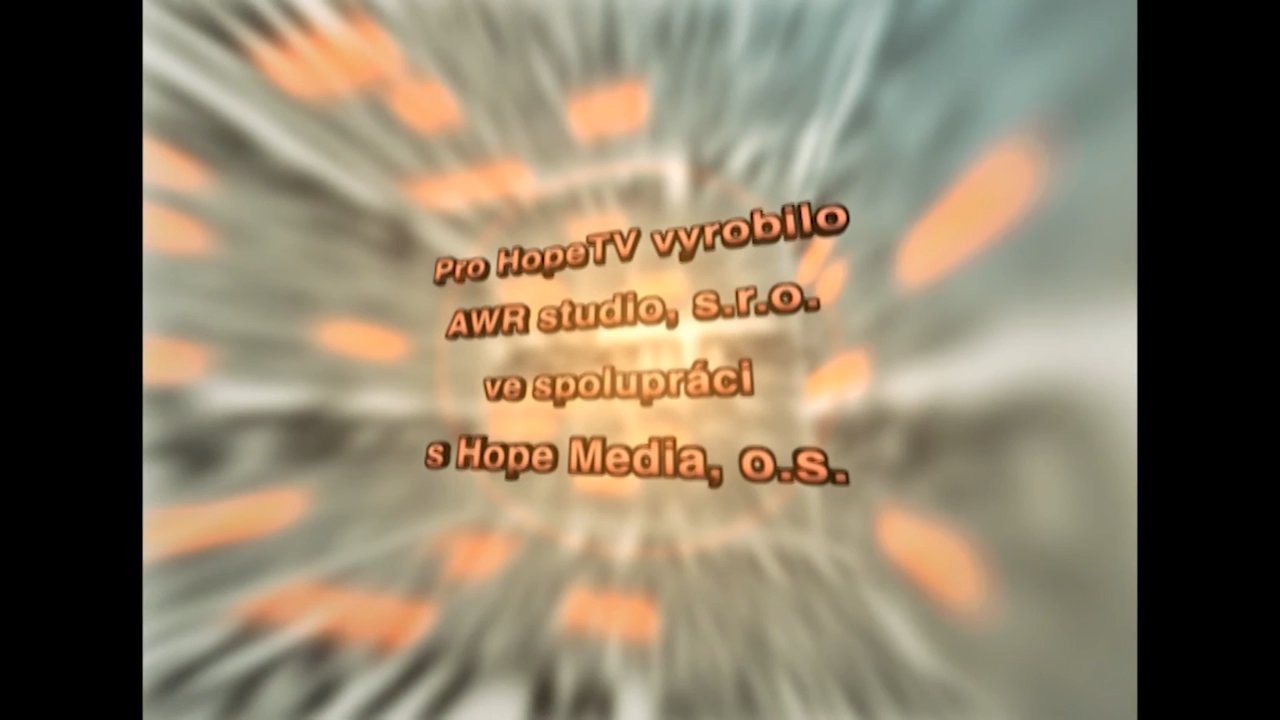 Pro HopeTV vyrobilo
AWR studio, s.r.o.
ve spolupráci
s Hope Media, o.s.